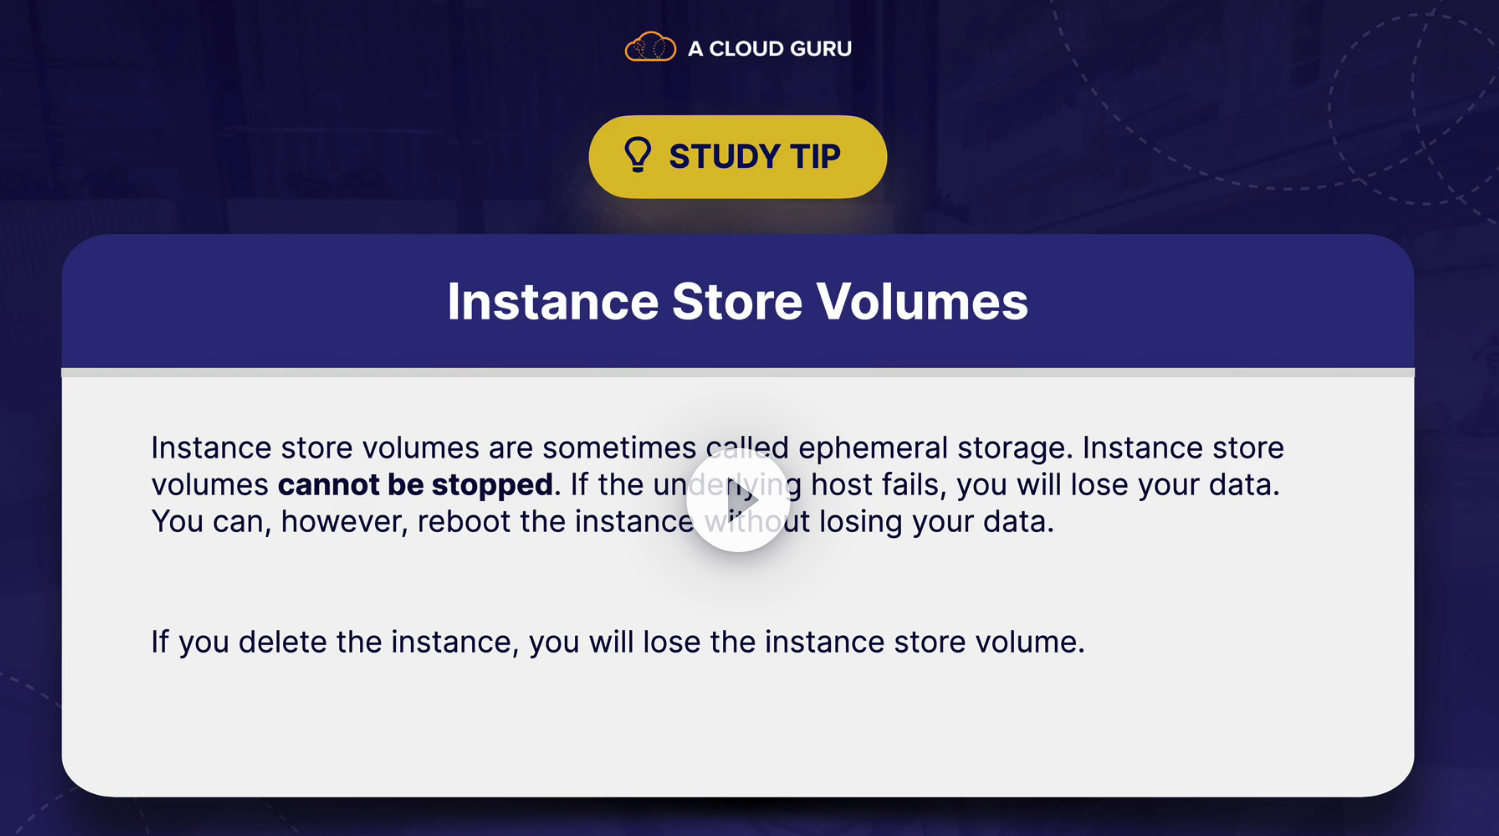 A CLOUD GURU
STUDY TIP
Instance Store Volumes
Instance store volumes are sometimes called ephemeral storage. Instance store
volumes cannot be stopped. If the underlying host fails, you will lose your data.
You can, however, reboot the instance without losing your data.
If you delete the instance, you will lose the instance store volume.